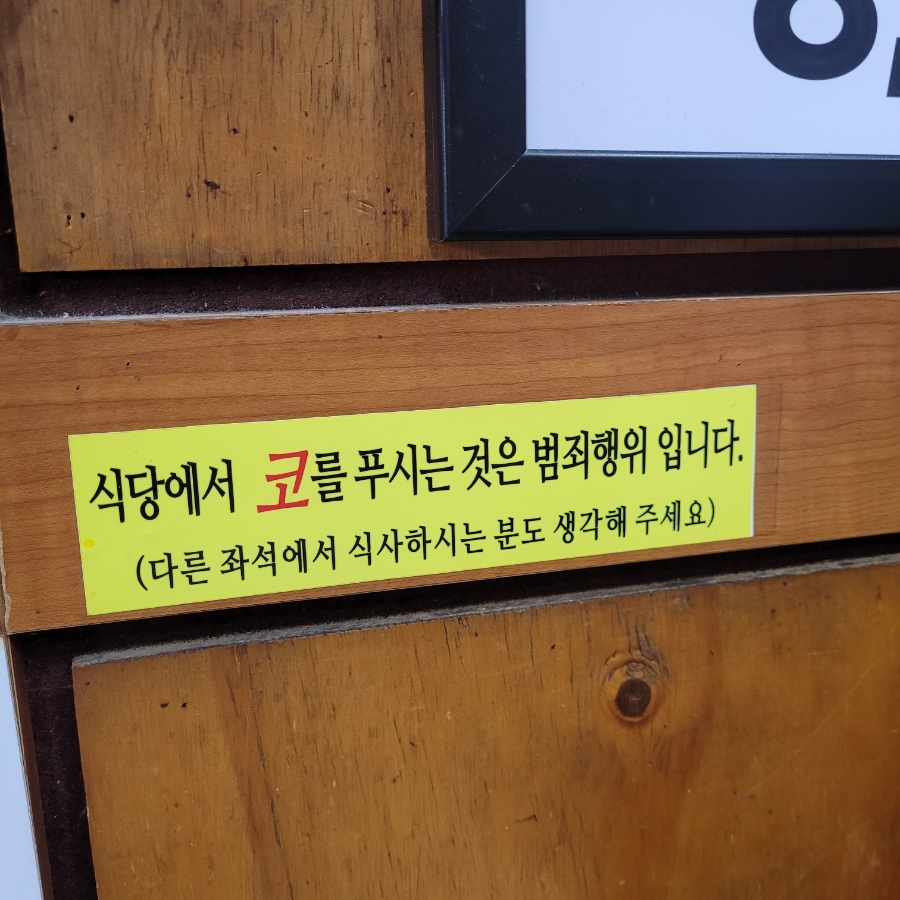 식당에서 코를 푸시는 것은 범죄행위 입니다.
(다른 좌석에서 식사하시는 분도 생각해 주세요)